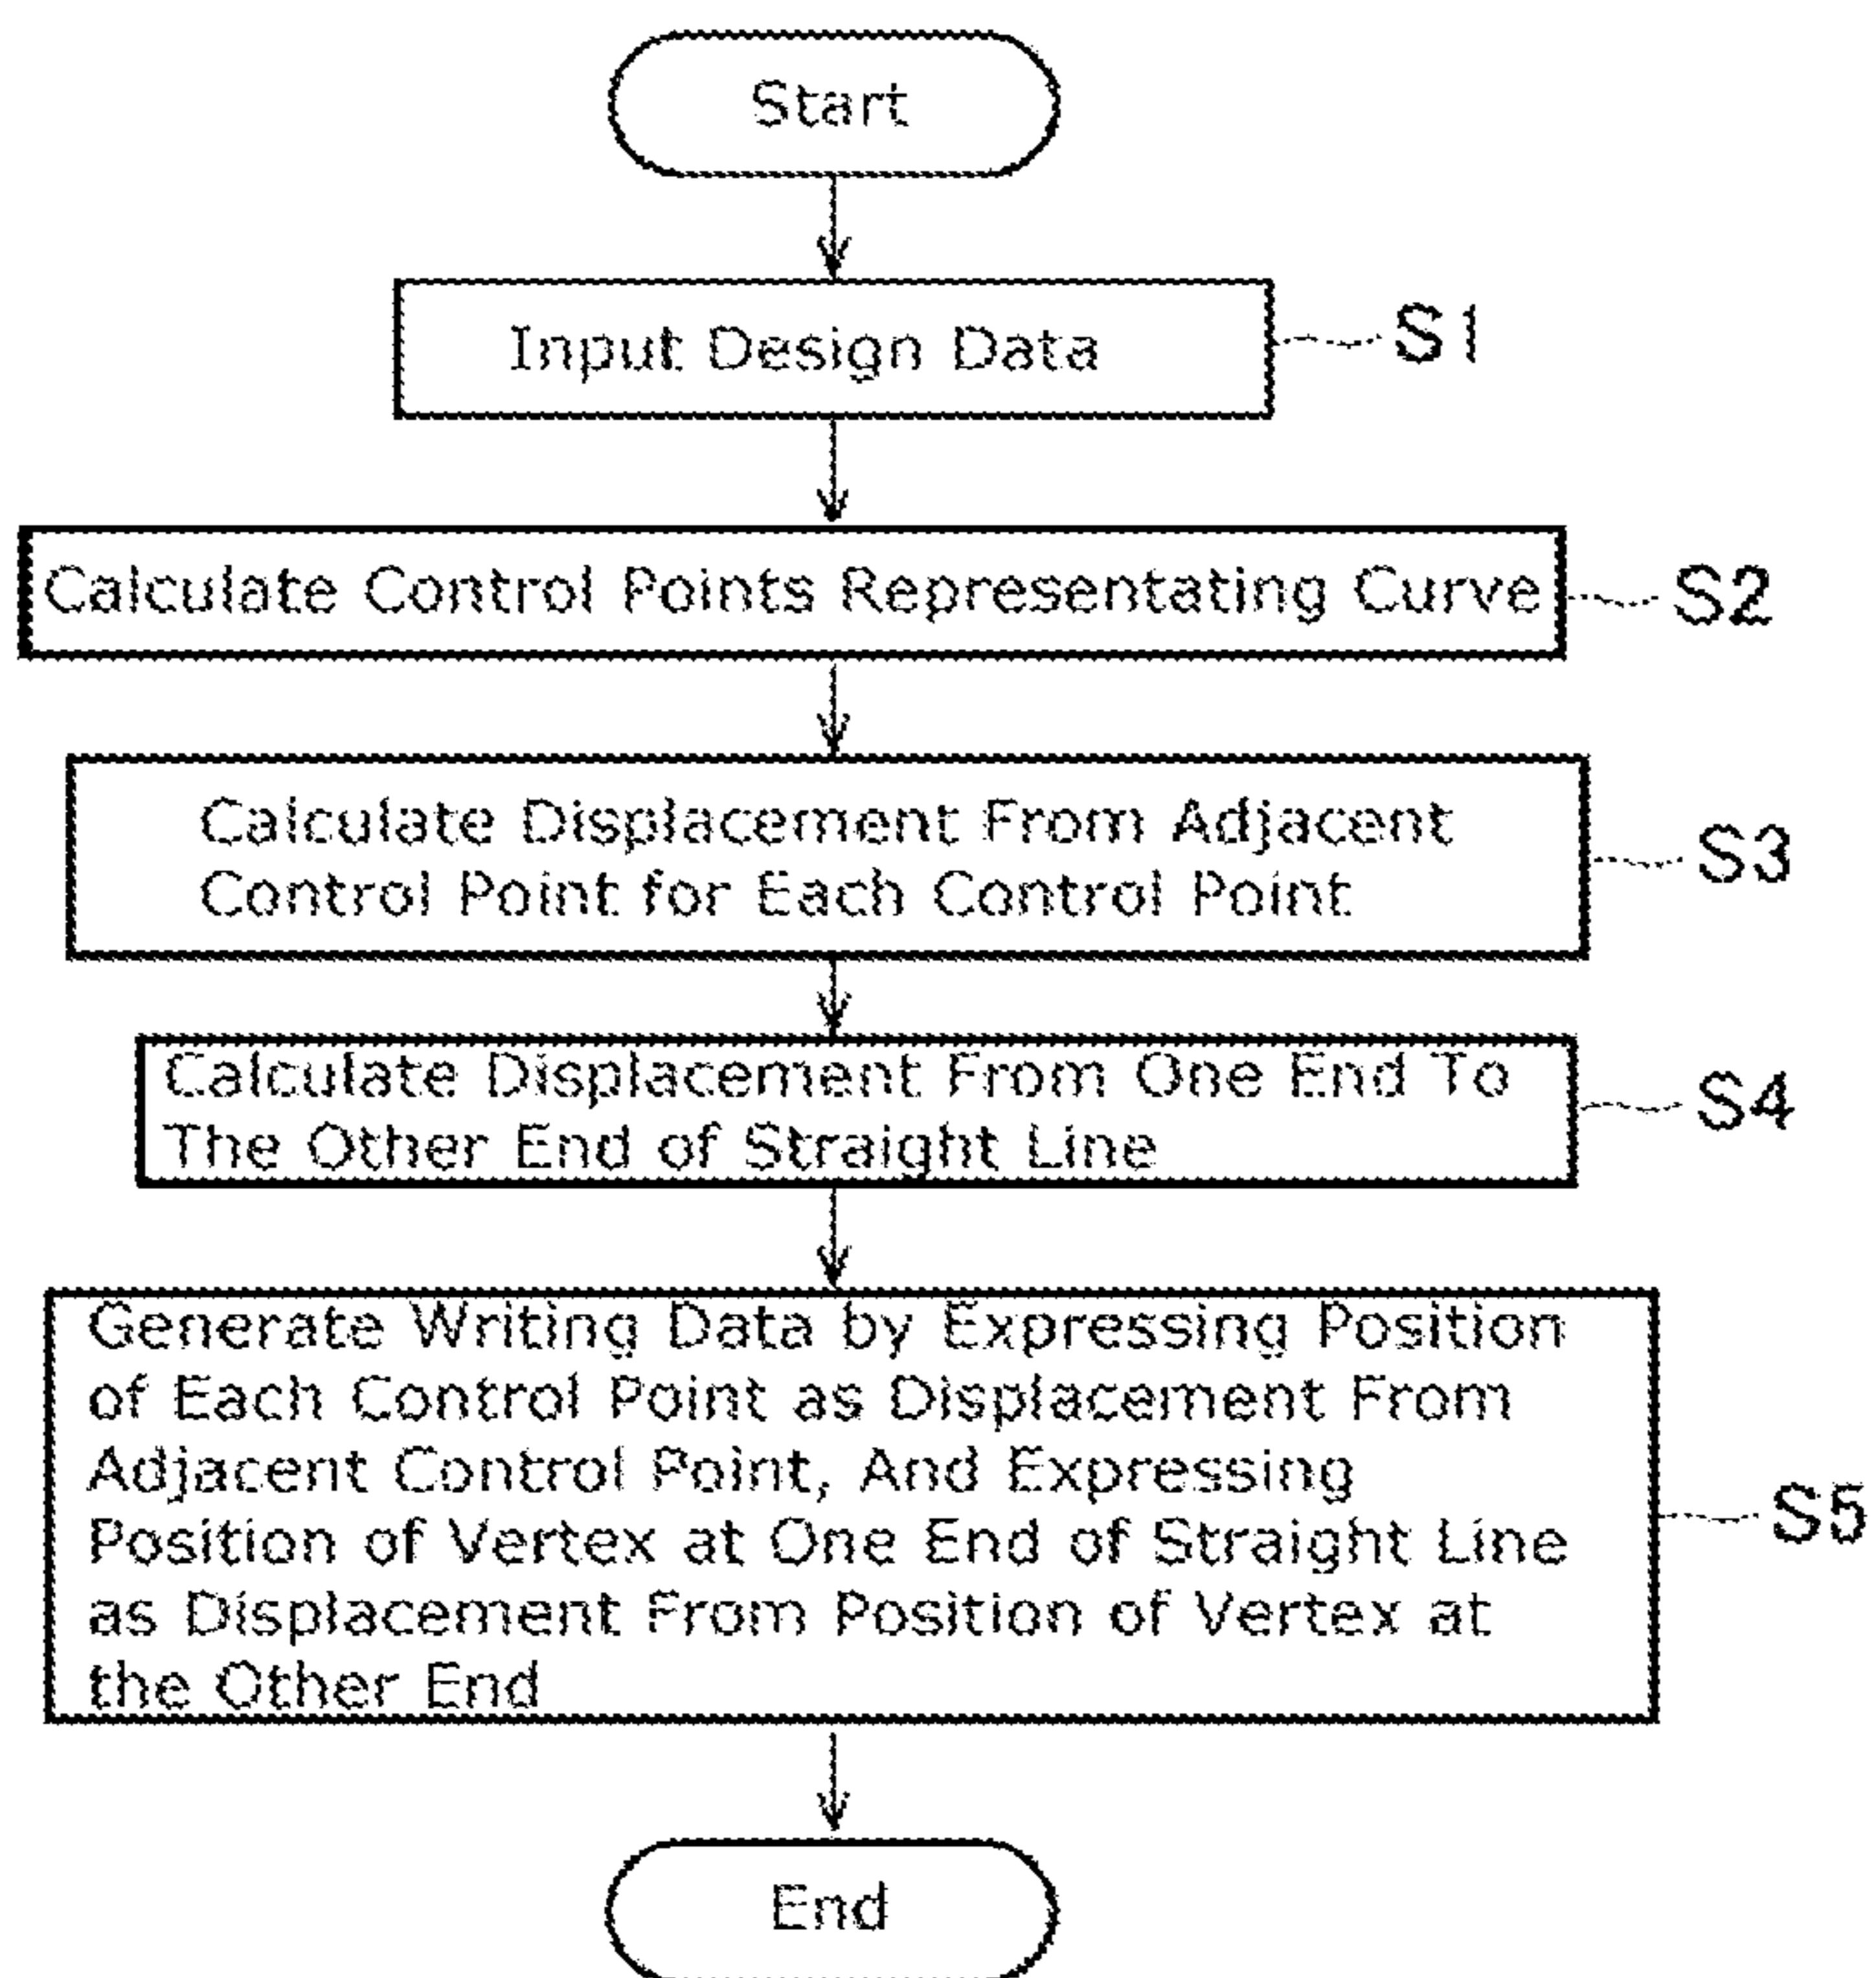 Start
Input Design Data
S1
Calculate Control Points Representating Curve
S2
Calculate Displacement From Adjacent
Control Point for Each Control Point
S3
Calculate Displacement From One End To
The Other End of Straight Line
S4
Generate Writing Data by Expressing Position
of Each Control Point as Displacement From
Adjacent Control Point, And Expressing
Position of Vertex at One End of Straight Line
as Displacement From Position of Vertex at
the Other End
S5
End